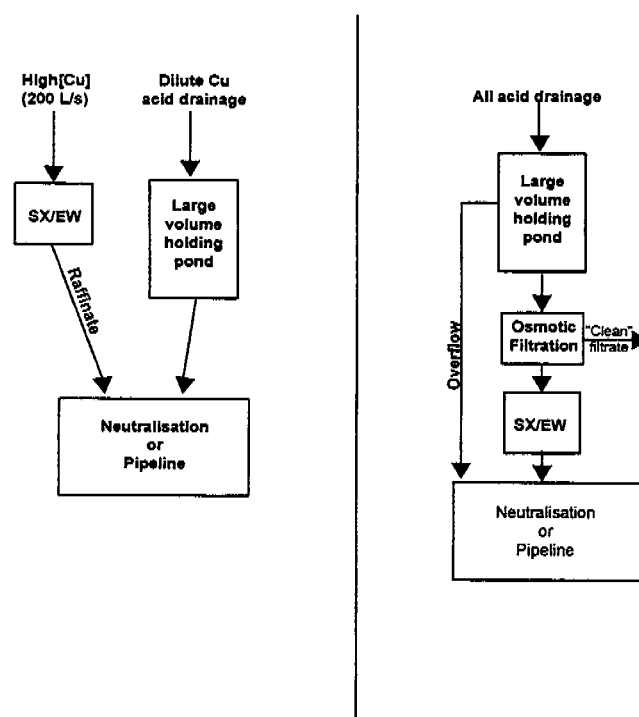 High[Cu]
(200 L/s)
Dilute Cu
acid drainage
SX/EW
Large
volume
holding
pond
Raffinate
Neutralisation
or
Pipeline
All acid drainage
Large
volume
holding
pond
Overflow
Osmotic
Filtration
"Clean"
filtrate
SX/EW
Neutralisation
or
Pipeline